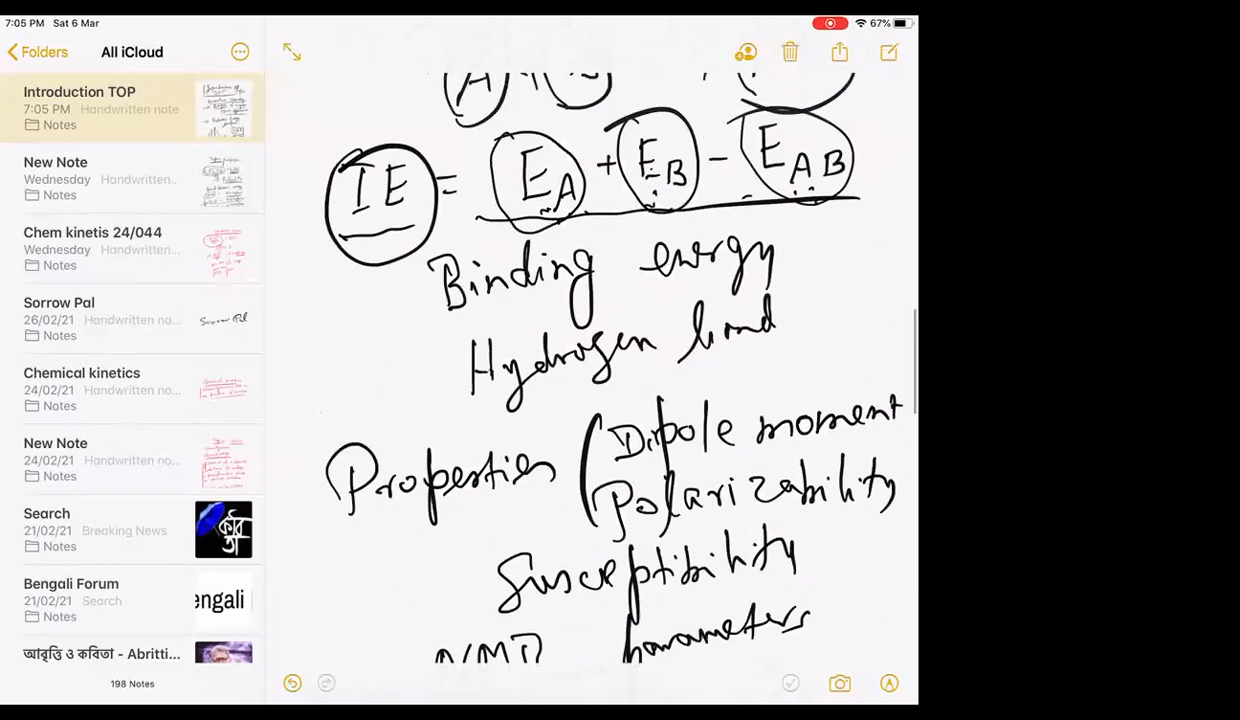 7:05 PM Sat 6 Mar
67%
Folders
All iCloud
Introduction TOP
7:05 PM Handwritten note
Notes
New Note
Wednesday Handwritten...
Notes
Chem kinetis 24/044
Wednesday Handwritten...
Notes
Sorrow Pal
26/02/21 Handwritten no...
Notes
Chemical kinetics
24/02/21 Handwritten no...
Notes
New Note
24/02/21 Handwritten no...
Notes
Search
21/02/21 Breaking News
Notes
Bengali Forum
21/02/21 Search
Notes
আবৃত্তি ও কবিতা - Abritti...
198 Notes
IE = EA + EB - EAB
Binding energy
Hydrogen bond
Properties (Dipole moment
Polarizability
Susceptibility
NMR parameters